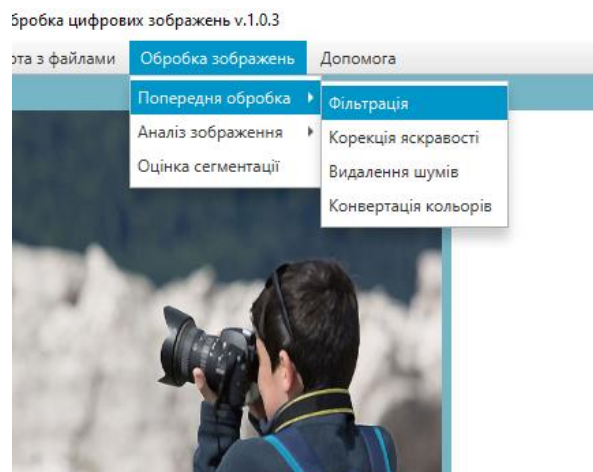 бробка цифрових зображень v.1.0.3
ота з файлами Обробка зображень Допомога
Попередня обробка
Аналіз зображення
Оцінка сегментації
Фільтрація
Корекція яскравості
Видалення шумів
Конвертація кольорів